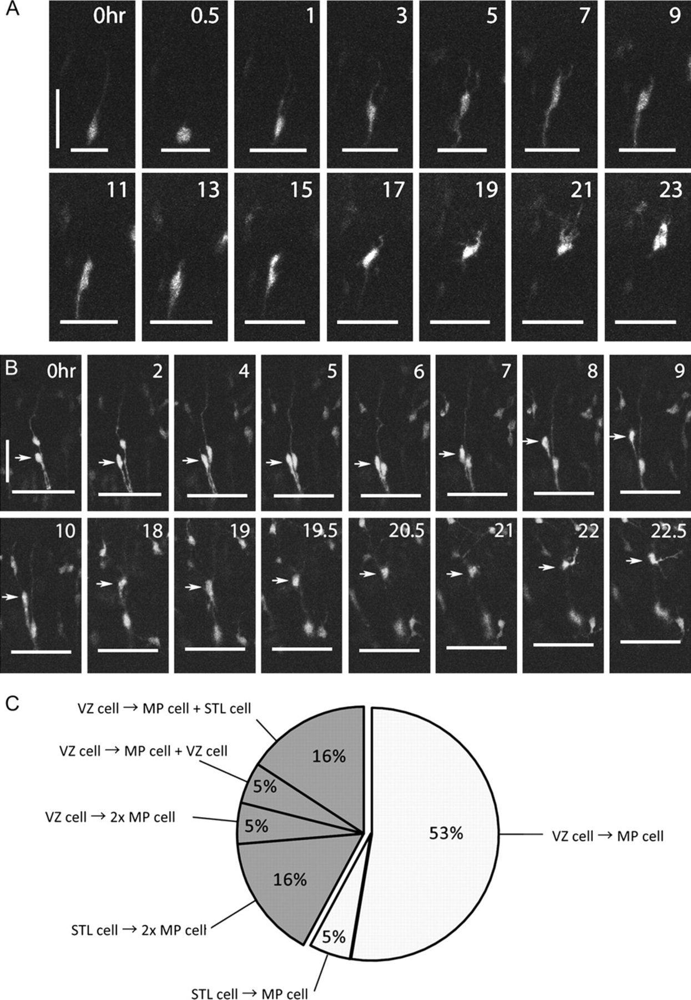 A
0hr 0.5 1 3 5 7 9
11 13 15 17 19 21 23
B
0hr 2 4 5 6 7 8 9
10 18 19 19.5 20.5 21 22 22.5
C
VZ cell → MP cell + STL cell
VZ cell → MP cell + VZ cell
16%
5%
VZ cell → 2x MP cell
5%
53%
VZ cell → MP cell
16%
STL cell → 2x MP cell
5%
STL cell → MP cell